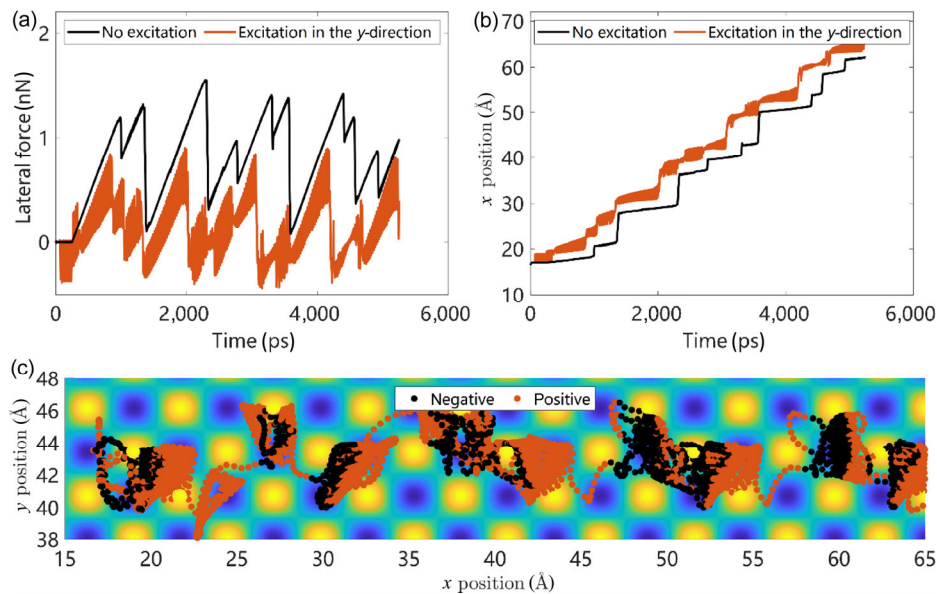 (a)
No excitation
Excitation in the y-direction
Lateral force (nN)
2
1
0
0
2,000
4,000
6,000
Time (ps)
(b)
No excitation
Excitation in the y-direction
x position (Å)
70
60
50
40
30
20
10
0
2,000
4,000
6,000
Time (ps)
(c)
Negative
Positive
y position (Å)
48
46
44
42
40
38
15
20
25
30
35
40
45
50
55
60
65
x position (Å)